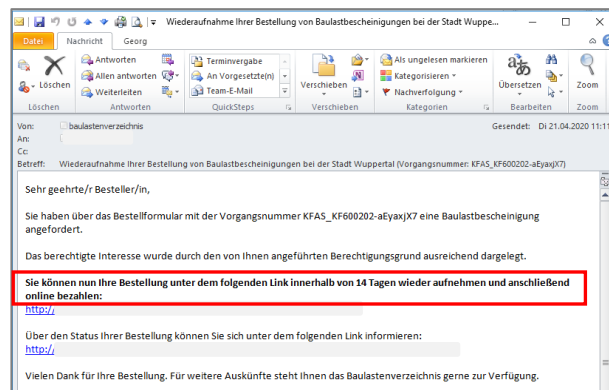 Wiederaufnahme Ihrer Bestellung von Baulastbescheinigungen bei der Stadt Wuppe...
Datei Nachricht Georg
Löschen
Antworten
Allen antworten
Weiterleiten
Terminvergabe
An Vorgesetzte(n)
Team-E-Mail
Verschieben
Als ungelesen markieren
Kategorisieren
Nachverfolgung
Übersetzen
Zoom
Löschen Antworten QuickSteps Verschieben Kategorien Bearbeiten Zoom
Von: baulastenverzeichnis Gesendet: Di 21.04.2020 11:11
An:
Cc:
Betreff: Wiederaufnahme Ihrer Bestellung von Baulastbescheinigungen bei der Stadt Wuppertal (Vorgangsnummer: KFAS_KF600202-aEyaxjX7)
Sehr geehrte/r Besteller/in,
Sie haben über das Bestellformular mit der Vorgangsnummer KFAS_KF600202-aEyaxjX7 eine Baulastbescheinigung
angefordert.
Das berechtigte Interesse wurde durch den von Ihnen angeführten Berechtigungsgrund ausreichend dargelegt.
Sie können nun Ihre Bestellung unter dem folgenden Link innerhalb von 14 Tagen wieder aufnehmen und anschließend
online bezahlen:
http:/
Über den Status Ihrer Bestellung können Sie sich unter dem folgenden Link informieren:
http:/
Vielen Dank für Ihre Bestellung. Für weitere Auskünfte steht Ihnen das Baulastenverzeichnis gerne zur Verfügung.